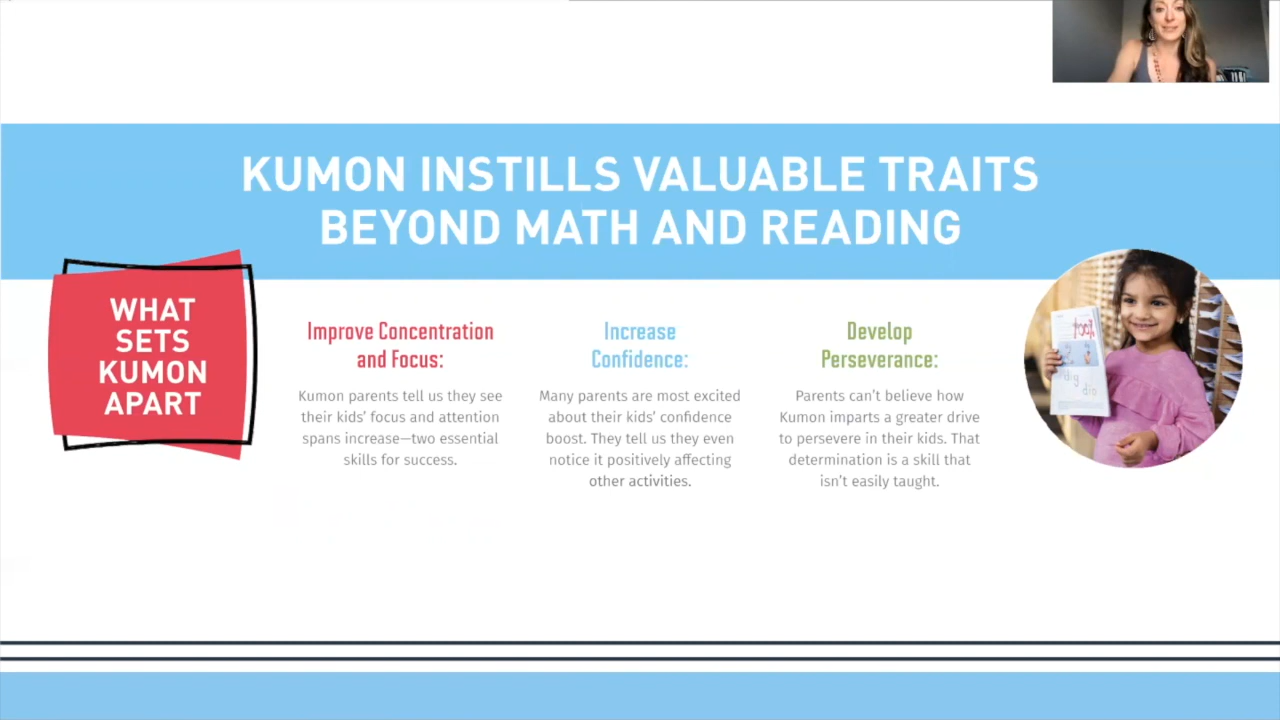 KUMON INSTILLS VALUABLE TRAITS
BEYOND MATH AND READING
WHAT
SETS
KUMON
APART
Improve Concentration
and Focus:
Kumon parents tell us they see
their kids’ focus and attention
spans increase—two essential
skills for success.
Increase
Confidence:
Many parents are most excited
about their kids’ confidence
boost. They tell us they even
notice it positively affecting
other activities.
Develop
Perseverance:
Parents can’t believe how
Kumon imparts a greater drive
to persevere in their kids. That
determination is a skill that
isn’t easily taught.
dig